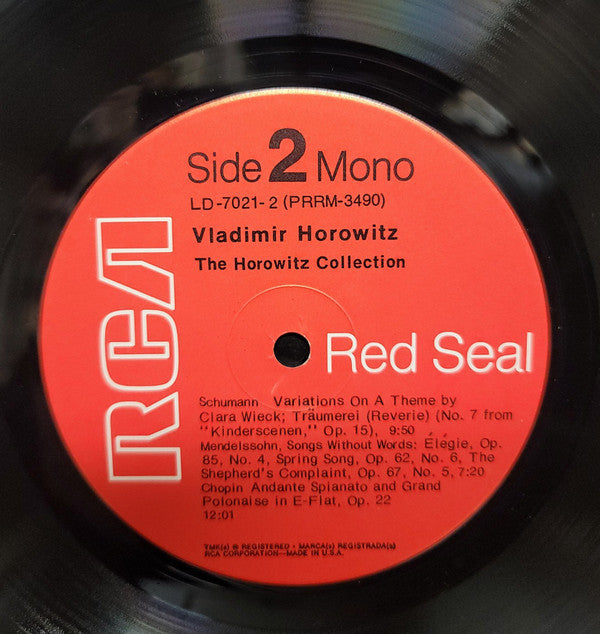 Side 2 Mono
LD-7021-2 (PRRM-3490)
Vladimir Horowitz
The Horowitz Collection
RCA
Red Seal
Schumann Variations On A Theme by
Clara Wieck; Träumerei (Reverie) (No. 7 from
"Kinderscenen," Op. 15), 9:50
Mendelssohn, Songs Without Words: Élégie, Op.
85, No. 4, Spring Song, Op. 62, No. 6, The
Shepherd's Complaint, Op. 67, No. 5, 7:20
Chopin Andante Spianato and Grand
Polonaise in E-Flat, Op. 22
12:01
TMK(s) ® REGISTERED • MARCA(s) REGISTRADA(s)
RCA CORPORATION—MADE IN U.S.A.